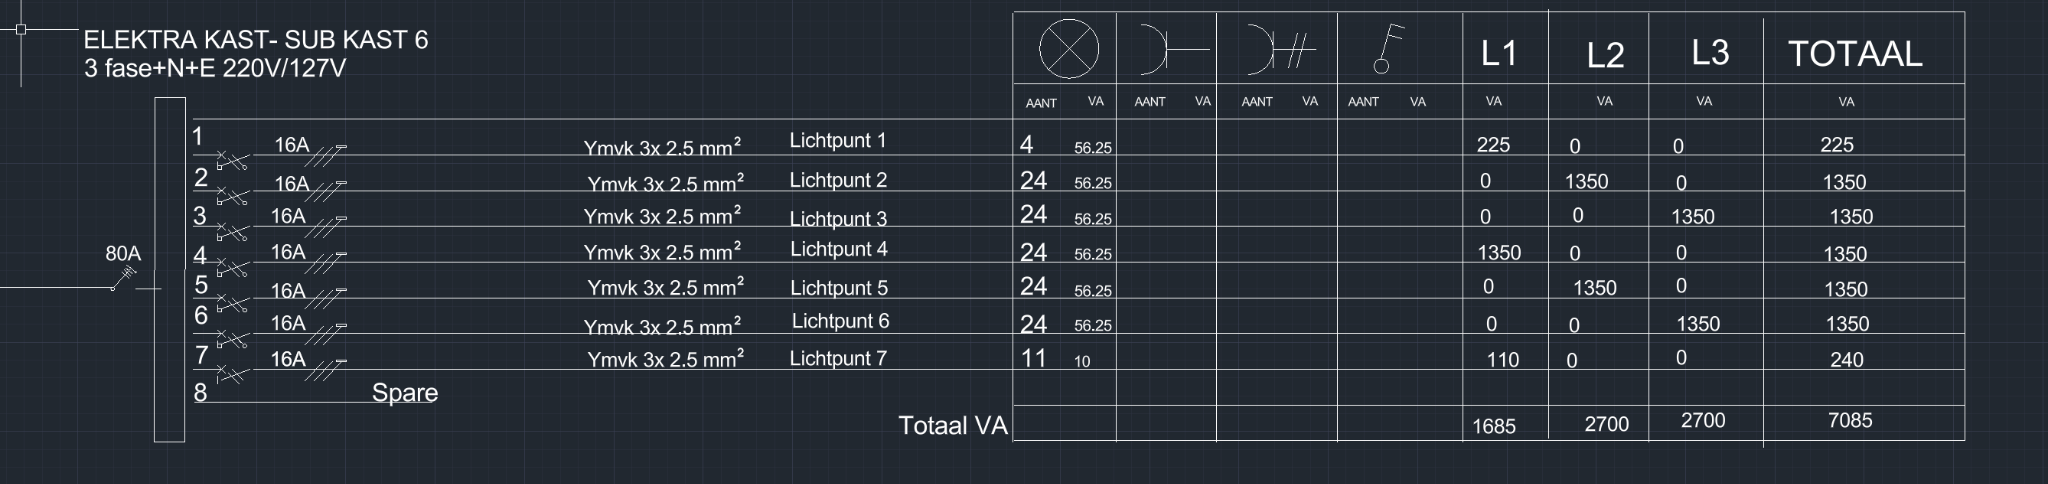 ELEKTRA KAST- SUB KAST 6
3 fase+N+E 220V/127V
L1 L2 L3 TOTAAL
AANT VA AANT VA AANT VA AANT VA VA VA VA VA
1 16A Ymvk 3x 2.5 mm² Lichtpunt 1 4 56.25 225 0 0 225
2 16A Ymvk 3x 2.5 mm² Lichtpunt 2 24 56.25 0 1350 0 1350
3 16A Ymvk 3x 2.5 mm² Lichtpunt 3 24 56.25 0 0 1350 1350
80A
4 16A Ymvk 3x 2.5 mm² Lichtpunt 4 24 56.25 1350 0 0 1350
5 16A Ymvk 3x 2.5 mm² Lichtpunt 5 24 56.25 0 1350 0 1350
6 16A Ymvk 3x 2.5 mm² Lichtpunt 6 24 56.25 0 0 1350 1350
7 16A Ymvk 3x 2.5 mm² Lichtpunt 7 11 10 110 0 0 240
8 Spare
Totaal VA 1685 2700 2700 7085